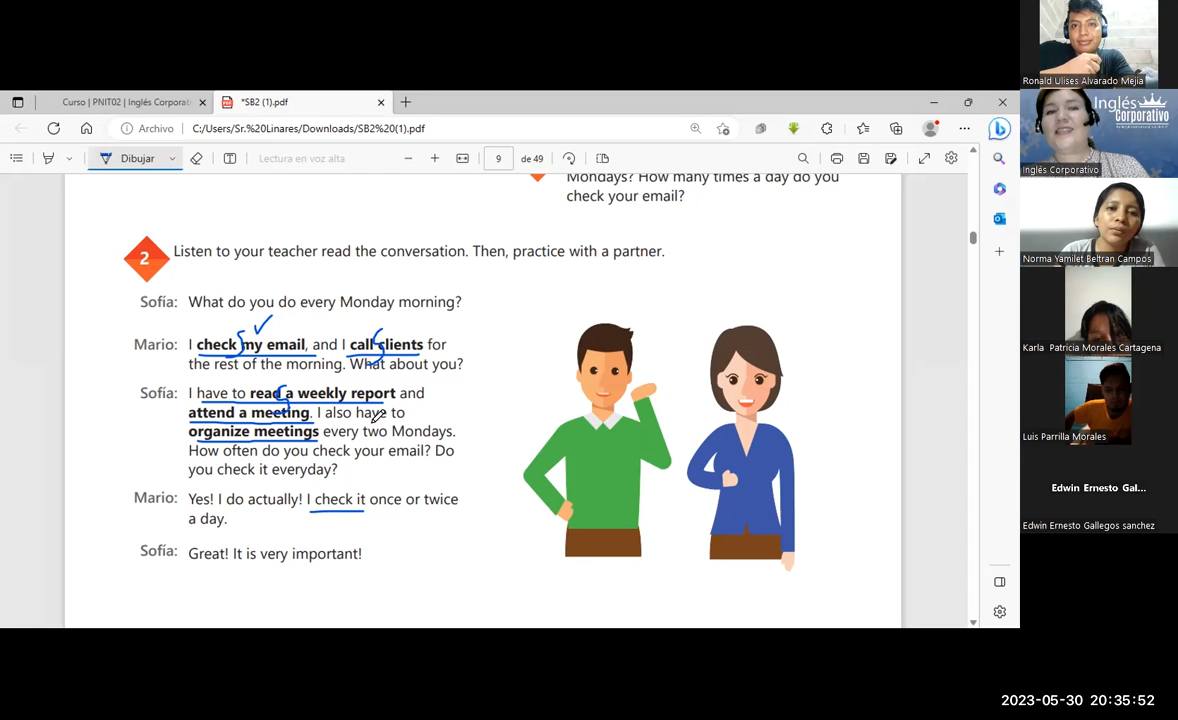 Curso | PNIT02 | Inglés Corporati
*SB2 (1).pdf
Archivo
C:/Users/Sr.%20Linares/Downloads/SB2%20(1).pdf
Dibujar
Lectura en voz alta
9
de 49
Mondays? How many times a day do you
check your email?
2
Listen to your teacher read the conversation. Then, practice with a partner.
Sofía: What do you do every Monday morning?
Mario: I check my email, and I call clients for
the rest of the morning. What about you?
Sofía: I have to read a weekly report and
attend a meeting. I also have to
organize meetings every two Mondays.
How often do you check your email? Do
you check it everyday?
Mario: Yes! I do actually! I check it once or twice
a day.
Sofía: Great! It is very important!
Ronald Ulises Alvarado Mejia
Inglés
Corporativo
Inglés Corporativo
Norma Yamilet Beltran Campos
Karla Patricia Morales Cartagena
Luis Parrilla Morales
Edwin Ernesto Gal...
Edwin Ernesto Gallegos sanchez
2023-05-30 20:35:52